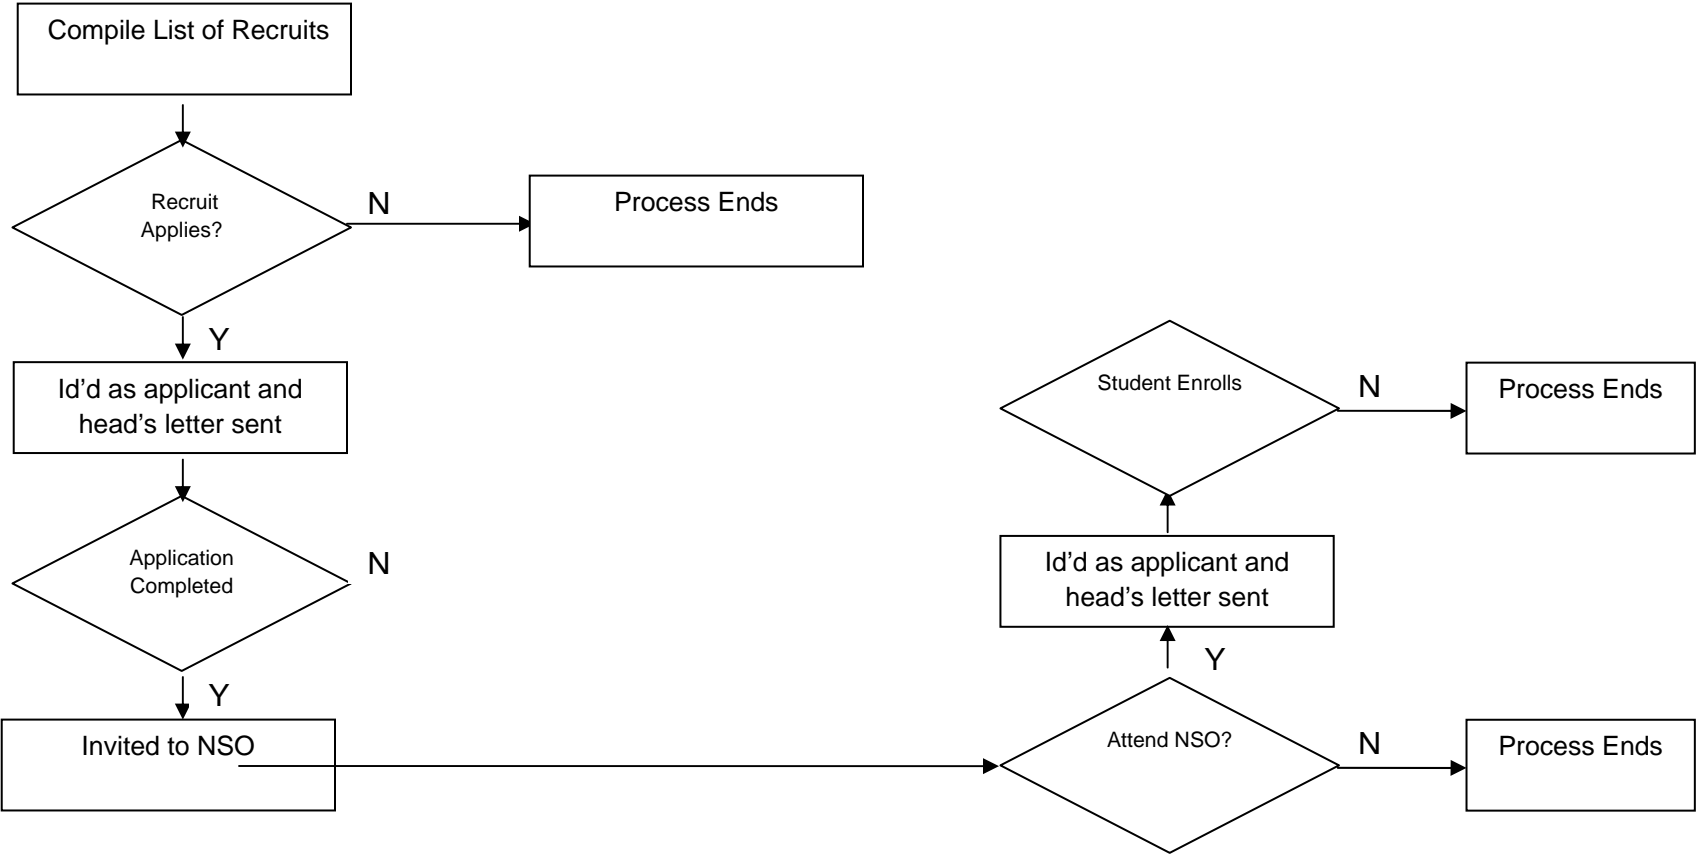 Compile List of Recruits
Recruit
Applies?
N
Process Ends
Y
Id'd as applicant and
head's letter sent
Application
Completed
N
Y
Invited to NSO
Attend NSO?
N
Process Ends
Y
Id'd as applicant and
head's letter sent
Student Enrolls
N
Process Ends